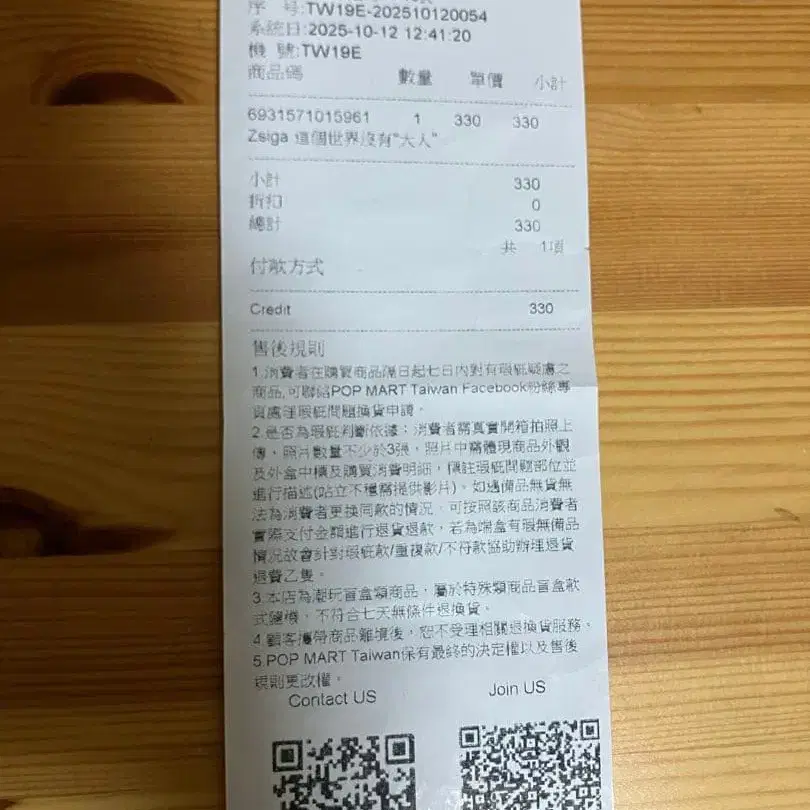 序 号:TW19E-202510120054
系統日:2025-10-12 12:41:20
機 號:TW19E
商品碼 數量 單價 小計
6931571015961 1 330 330
Zsiga 這個世界沒有"大人"
小計 330
折扣 0
總計 330
共 1項
付款方式
Credit 330
售後規則
1.消費者在購買商品隔日起七日內對有瑕疵疑慮之
商品,可聯絡POP MART Taiwan Facebook粉絲專
頁處理瑕疵問題換貨申請。
2.是否為瑕疵判斷依據：消費者需真實開箱拍照上
傳，照片數量不少於3張，照片中需體現商品外觀
及外盒中標及購買消費明細，標註瑕疵問題部位並
進行描述(站立不穩需提供影片)。如遇備品無貨無
法為消費者更換同款的情況，可按照該商品消費者
實際支付金額進行退貨退款，若為端盒有瑕無備品
情況故會針對瑕疵款/重複款/不符款協助辦理退貨
退費乙隻。
3.本店為潮玩盲盒類商品，屬於特殊類商品盲盒款
式隨機，不符合七天無條件退換貨。
4.顧客攜帶商品離境後，恕不受理相關退換貨服務。
5.POP MART Taiwan保有最終的決定權以及售後
規則更改權。
Contact US Join US